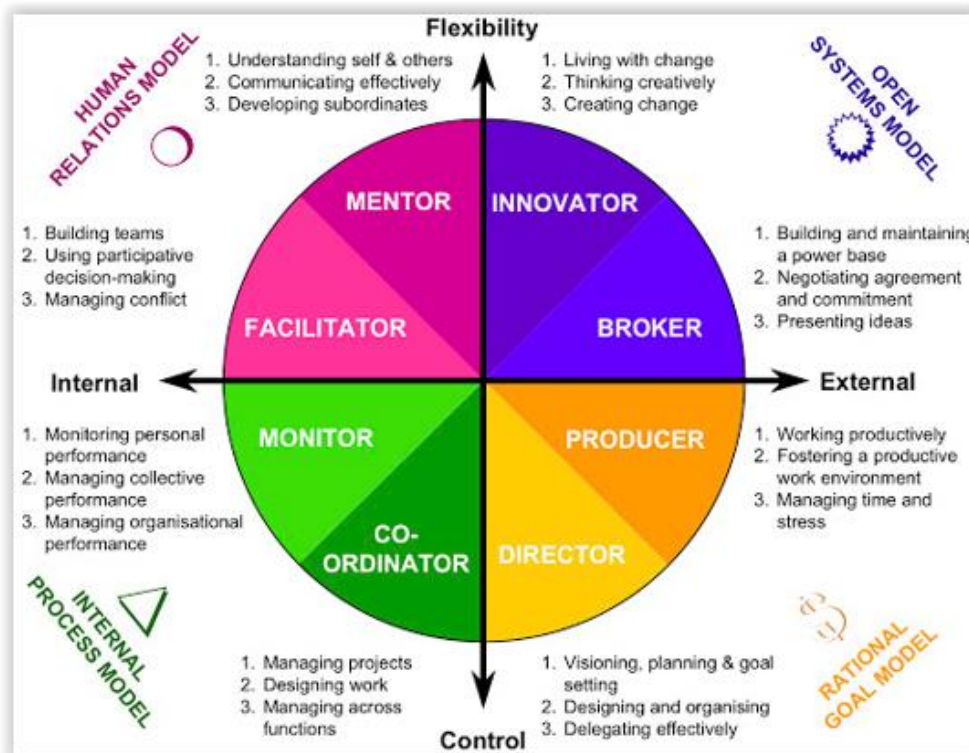 Flexibility
HUMAN
RELATIONS MODEL
1. Understanding self & others
2. Communicating effectively
3. Developing subordinates
1. Living with change
2. Thinking creatively
3. Creating change
OPEN
SYSTEMS MODEL
MENTOR
INNOVATOR
1. Building teams
2. Using participative
decision-making
3. Managing conflict
FACILITATOR
BROKER
1. Building and maintaining
a power base
2. Negotiating agreement
and commitment
3. Presenting ideas
Internal
External
1. Monitoring personal
performance
2. Managing collective
performance
3. Managing organisational
performance
MONITOR
PRODUCER
1. Working productively
2. Fostering a productive
work environment
3. Managing time and
stress
CO-
ORDINATOR
DIRECTOR
INTERNAL
PROCESS MODEL
1. Managing projects
2. Designing work
3. Managing across
functions
1. Visioning, planning & goal
setting
2. Designing and organising
3. Delegating effectively
$
RATIONAL
GOAL MODEL
Control